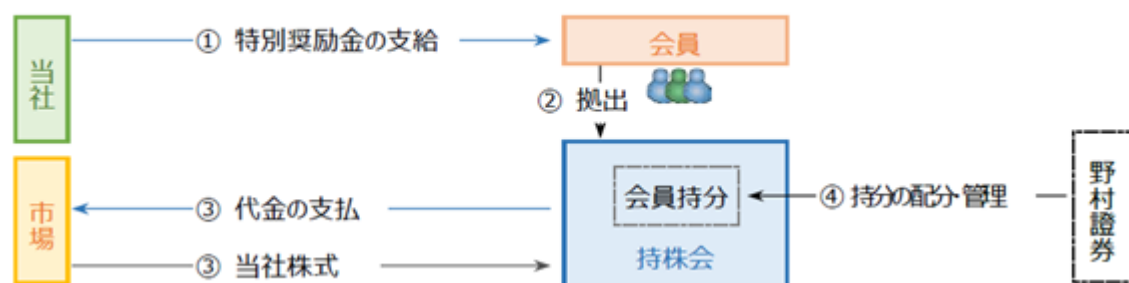 当社
① 特別奨励金の支給
会員
② 拠出
市場
③ 代金の支払
③ 当社株式
会員持分
持株会
④ 持分の配分・管理
野村證券